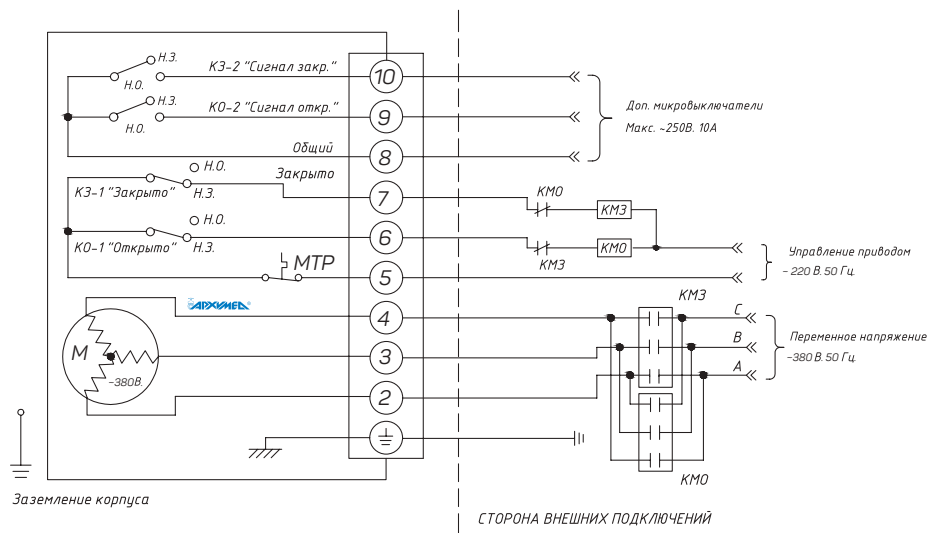 Н.З.
КЗ-2 "Сигнал закр."
10
Н.О.
Н.З.
КО-2 "Сигнал откр."
9
Н.О.
Доп. микровыключатели
Макс. ~250В. 10А
Общий
8
Н.О.
Закрыто
КЗ-1 "Закрыто"
Н.З.
7
КМО
КМЗ
Н.О.
КО-1 "Открыто"
Н.З.
6
КМЗ
КМО
Управление приводом
~ 220 В. 50 Гц.
МТР
5
АРХИМЕД
КМЗ
4
C
М
3
B
Переменное напряжение
~380 В. 50 Гц.
~380В.
2
A
КМО
Заземление корпуса
СТОРОНА ВНЕШНИХ ПОДКЛЮЧЕНИЙ